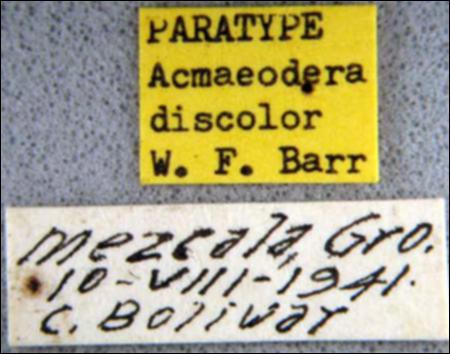 PARATYPE
Acmaeodera
discolor
W. F. Barr
Mezcala, Gro.
10-VIII-1941.
C. Bolivar